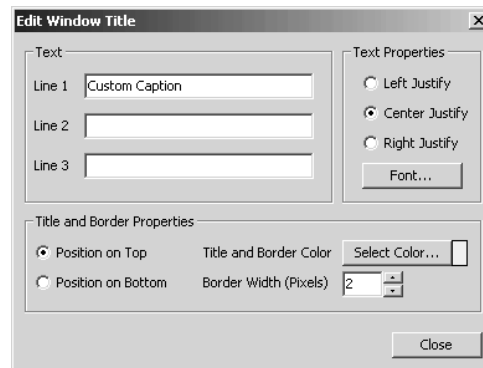 Edit Window Title
Text
Line 1 Custom Caption
Line 2
Line 3
Text Properties
Left Justify
Center Justify
Right Justify
Font...
Title and Border Properties
Position on Top Title and Border Color Select Color...
Position on Bottom Border Width (Pixels) 2
Close